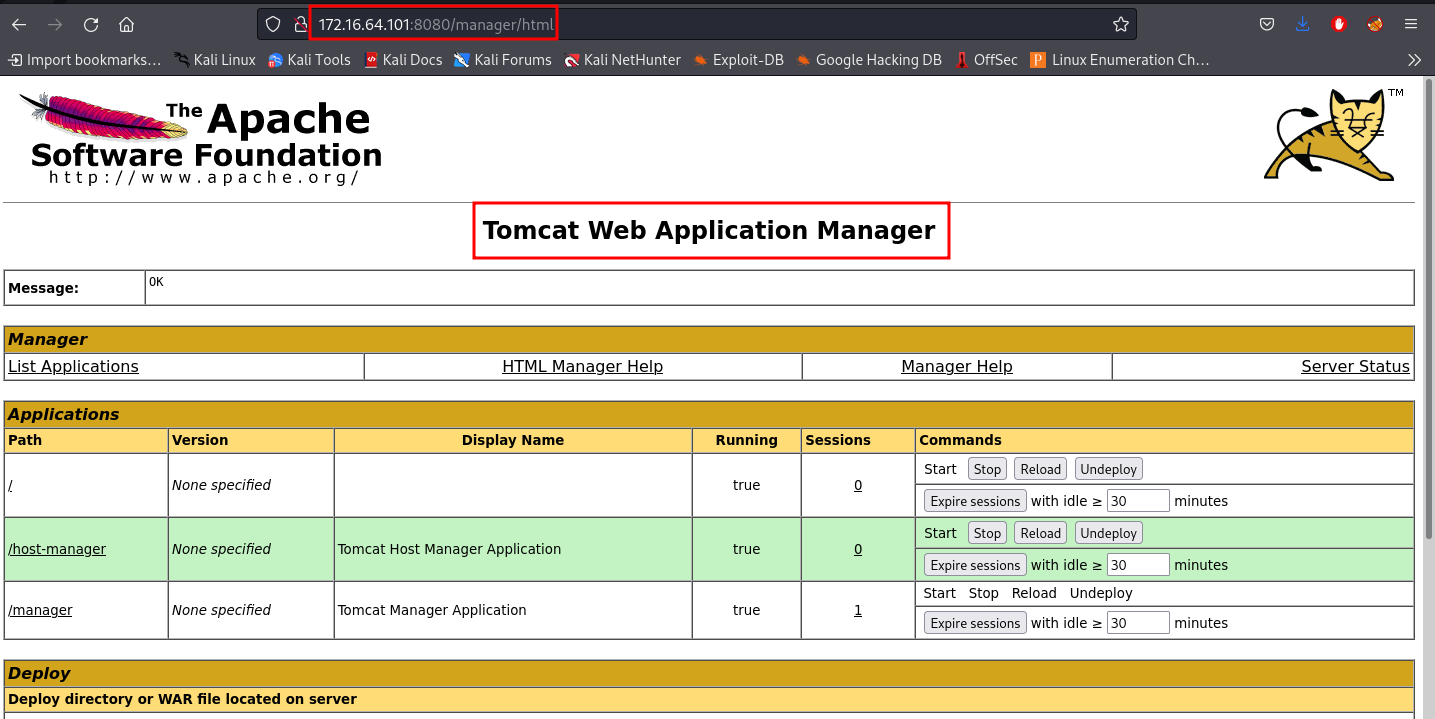 172.16.64.101:8080/manager/html
Import bookmarks… Kali Linux Kali Tools Kali Docs Kali Forums Kali NetHunter Exploit-DB Google Hacking DB OffSec Linux Enumeration Ch…
The Apache
Software Foundation
http://www.apache.org/
TM
Tomcat Web Application Manager
Message: OK
Manager
List Applications HTML Manager Help Manager Help Server Status
Applications
Path Version Display Name Running Sessions Commands
/ None specified true 0 Start Stop Reload Undeploy
Expire sessions with idle ≥ 30 minutes
/host-manager None specified Tomcat Host Manager Application true 0 Start Stop Reload Undeploy
Expire sessions with idle ≥ 30 minutes
/manager None specified Tomcat Manager Application true 1 Start Stop Reload Undeploy
Expire sessions with idle ≥ 30 minutes
Deploy
Deploy directory or WAR file located on server